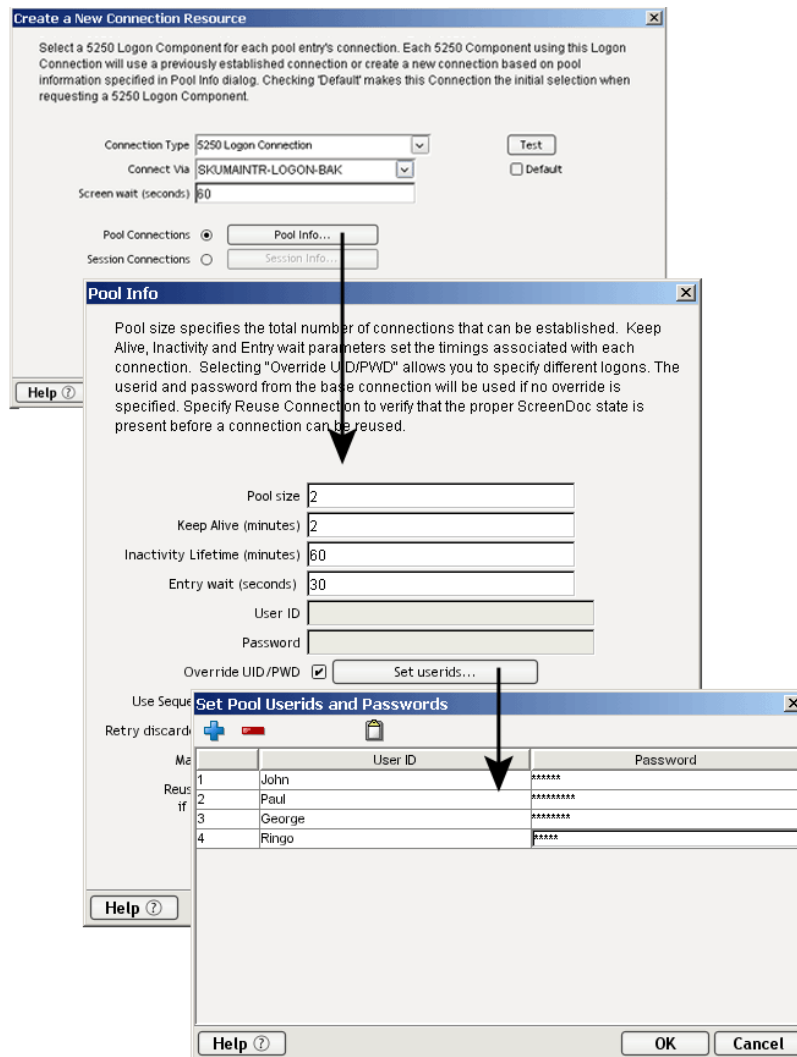 Create a New Connection Resource
Select a 5250 Logon Component for each pool entry's connection. Each 5250 Component using this Logon
Connection will use a previously established connection or create a new connection based on pool
information specified in Pool Info dialog. Checking 'Default' makes this Connection the initial selection when
requesting a 5250 Logon Component.
Connection Type 5250 Logon Connection Test
Connect Via SKUMAINTR-LOGON-BAK Default
Screen wait (seconds) 60
Pool Connections Pool Info...
Session Connections Session Info...
Help ?
Pool Info
Pool size specifies the total number of connections that can be established. Keep
Alive, Inactivity and Entry wait parameters set the timings associated with each
connection. Selecting "Override UID/PWD" allows you to specify different logons. The
userid and password from the base connection will be used if no override is
specified. Specify Reuse Connection to verify that the proper ScreenDoc state is
present before a connection can be reused.
Pool size 2
Keep Alive (minutes) 2
Inactivity Lifetime (minutes) 60
Entry wait (seconds) 30
User ID
Password
Override UID/PWD Set userids...
Use Seque
Retry discard
Ma
Reus
if
Help ?
Set Pool Userids and Passwords
User ID Password
1 John ******
2 Paul *********
3 George ********
4 Ringo *****
Help ? OK Cancel